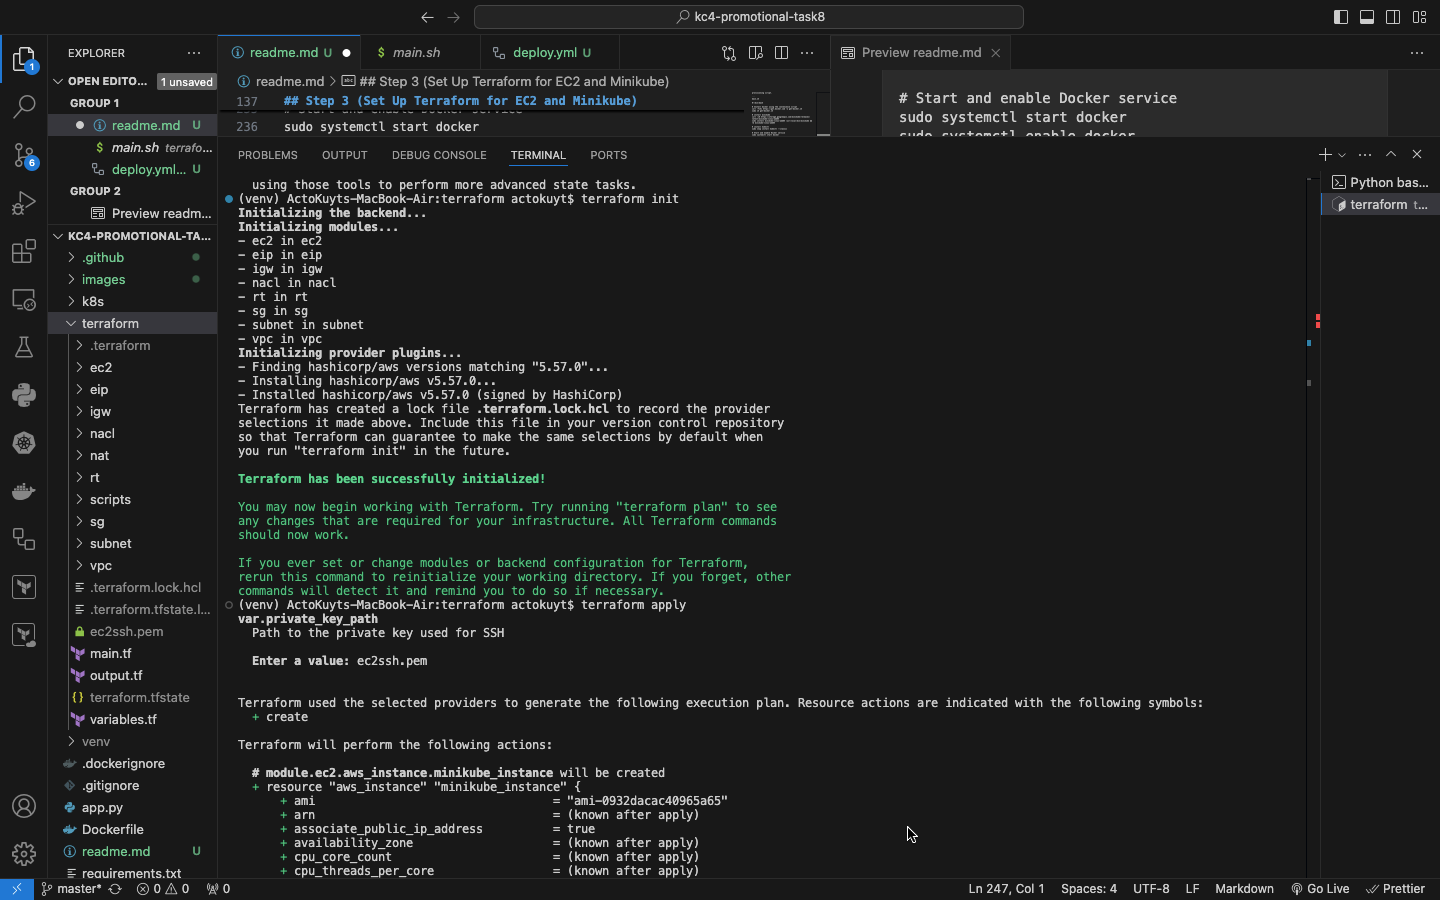 kc4-promotional-task8
EXPLORER
OPEN EDITO... 1 unsaved
GROUP 1
readme.md U
main.sh terrafo...
deploy.yml... U
GROUP 2
Preview readm...
KC4-PROMOTIONAL-TA...
.github
images
k8s
terraform
.terraform
ec2
eip
igw
nacl
nat
rt
scripts
sg
subnet
vpc
.terraform.lock.hcl
.terraform.tfstate.l...
ec2ssh.pem
main.tf
output.tf
terraform.tfstate
variables.tf
venv
.dockerignore
.gitignore
app.py
Dockerfile
readme.md U
requirements.txt
1
6
readme.md U
main.sh
deploy.yml U
readme.md > ## Step 3 (Set Up Terraform for EC2 and Minikube)
137 ## Step 3 (Set Up Terraform for EC2 and Minikube)
# Start and enable Docker service
236 sudo systemctl start docker
Preview readme.md
# Start and enable Docker service
sudo systemctl start docker
sudo systemctl enable docker
PROBLEMS OUTPUT DEBUG CONSOLE TERMINAL PORTS
Python bas...
terraform t...
using those tools to perform more advanced state tasks.
(venv) ActoKuyts-MacBook-Air:terraform actokuyt$ terraform init
Initializing the backend...
Initializing modules...
- ec2 in ec2
- eip in eip
- igw in igw
- nacl in nacl
- rt in rt
- sg in sg
- subnet in subnet
- vpc in vpc
Initializing provider plugins...
- Finding hashicorp/aws versions matching "5.57.0"...
- Installing hashicorp/aws v5.57.0...
- Installed hashicorp/aws v5.57.0 (signed by HashiCorp)
Terraform has created a lock file .terraform.lock.hcl to record the provider
selections it made above. Include this file in your version control repository
so that Terraform can guarantee to make the same selections by default when
you run "terraform init" in the future.
Terraform has been successfully initialized!
You may now begin working with Terraform. Try running "terraform plan" to see
any changes that are required for your infrastructure. All Terraform commands
should now work.
If you ever set or change modules or backend configuration for Terraform,
rerun this command to reinitialize your working directory. If you forget, other
commands will detect it and remind you to do so if necessary.
(venv) ActoKuyts-MacBook-Air:terraform actokuyt$ terraform apply
var.private_key_path
Path to the private key used for SSH
Enter a value: ec2ssh.pem
Terraform used the selected providers to generate the following execution plan. Resource actions are indicated with the following symbols:
+ create
Terraform will perform the following actions:
# module.ec2.aws_instance.minikube_instance will be created
+ resource "aws_instance" "minikube_instance" {
+ ami = "ami-0932dacac40965a65"
+ arn = (known after apply)
+ associate_public_ip_address = true
+ availability_zone = (known after apply)
+ cpu_core_count = (known after apply)
+ cpu_threads_per_core = (known after apply)
master* 0 0 0
Ln 247, Col 1 Spaces: 4 UTF-8 LF Markdown Go Live Prettier